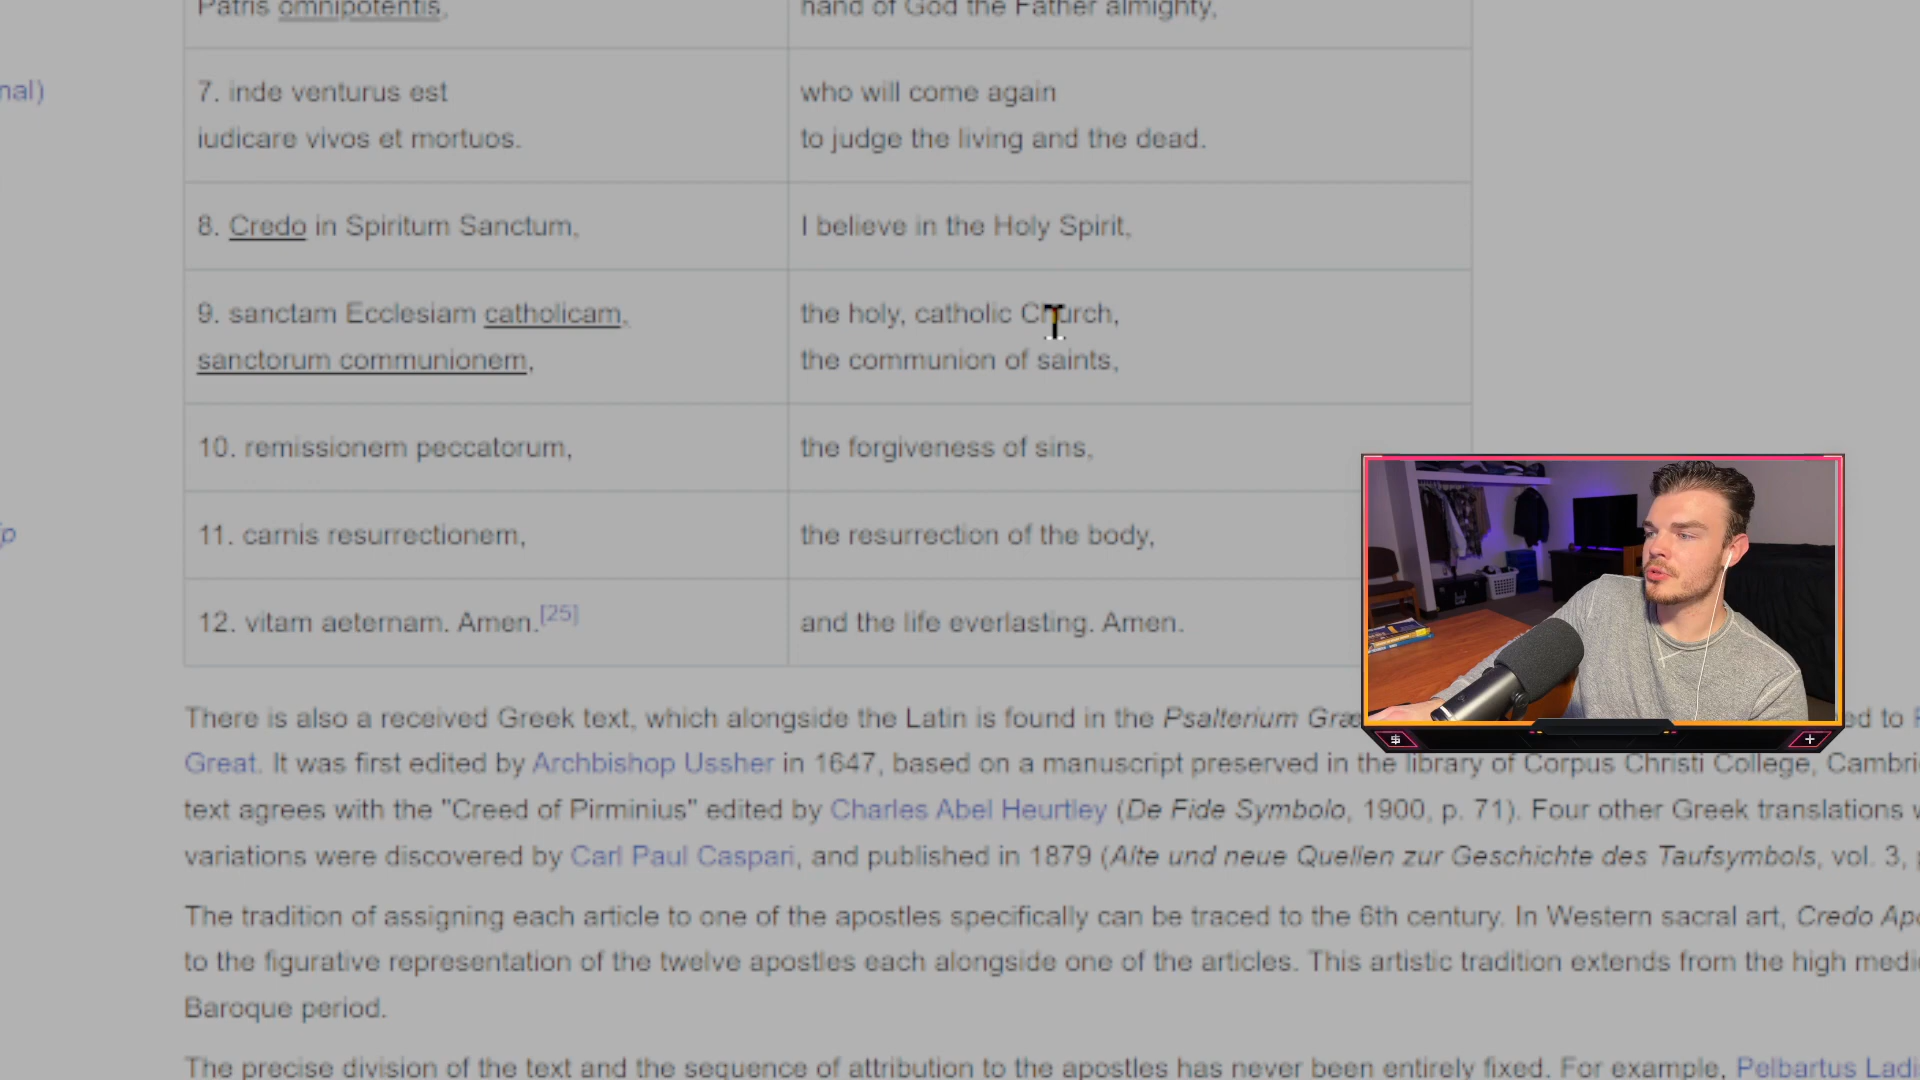 Patris omnipotentis,
hand of God the Father almighty,
nal)
7. inde venturus est
iudicare vivos et mortuos.
who will come again
to judge the living and the dead.
8. Credo in Spiritum Sanctum,
I believe in the Holy Spirit,
9. sanctam Ecclesiam catholicam,
sanctorum communionem,
the holy, catholic Church,
the communion of saints,
10. remissionem peccatorum,
the forgiveness of sins,
11. carnis resurrectionem,
the resurrection of the body,
12. vitam aeternam. Amen.[25]
and the life everlasting. Amen.
There is also a received Greek text, which alongside the Latin is found in the Psalterium Græ ed to
Great. It was first edited by Archbishop Ussher in 1647, based on a manuscript preserved in the library of Corpus Christi College, Cambri
text agrees with the "Creed of Pirminius" edited by Charles Abel Heurtley (De Fide Symbolo, 1900, p. 71). Four other Greek translations
variations were discovered by Carl Paul Caspari, and published in 1879 (Alte und neue Quellen zur Geschichte des Taufsymbols, vol. 3,
The tradition of assigning each article to one of the apostles specifically can be traced to the 6th century. In Western sacral art, Credo Ap
to the figurative representation of the twelve apostles each alongside one of the articles. This artistic tradition extends from the high medi
Baroque period.
The precise division of the text and the sequence of attribution to the apostles has never been entirely fixed. For example, Pelbartus Ladi